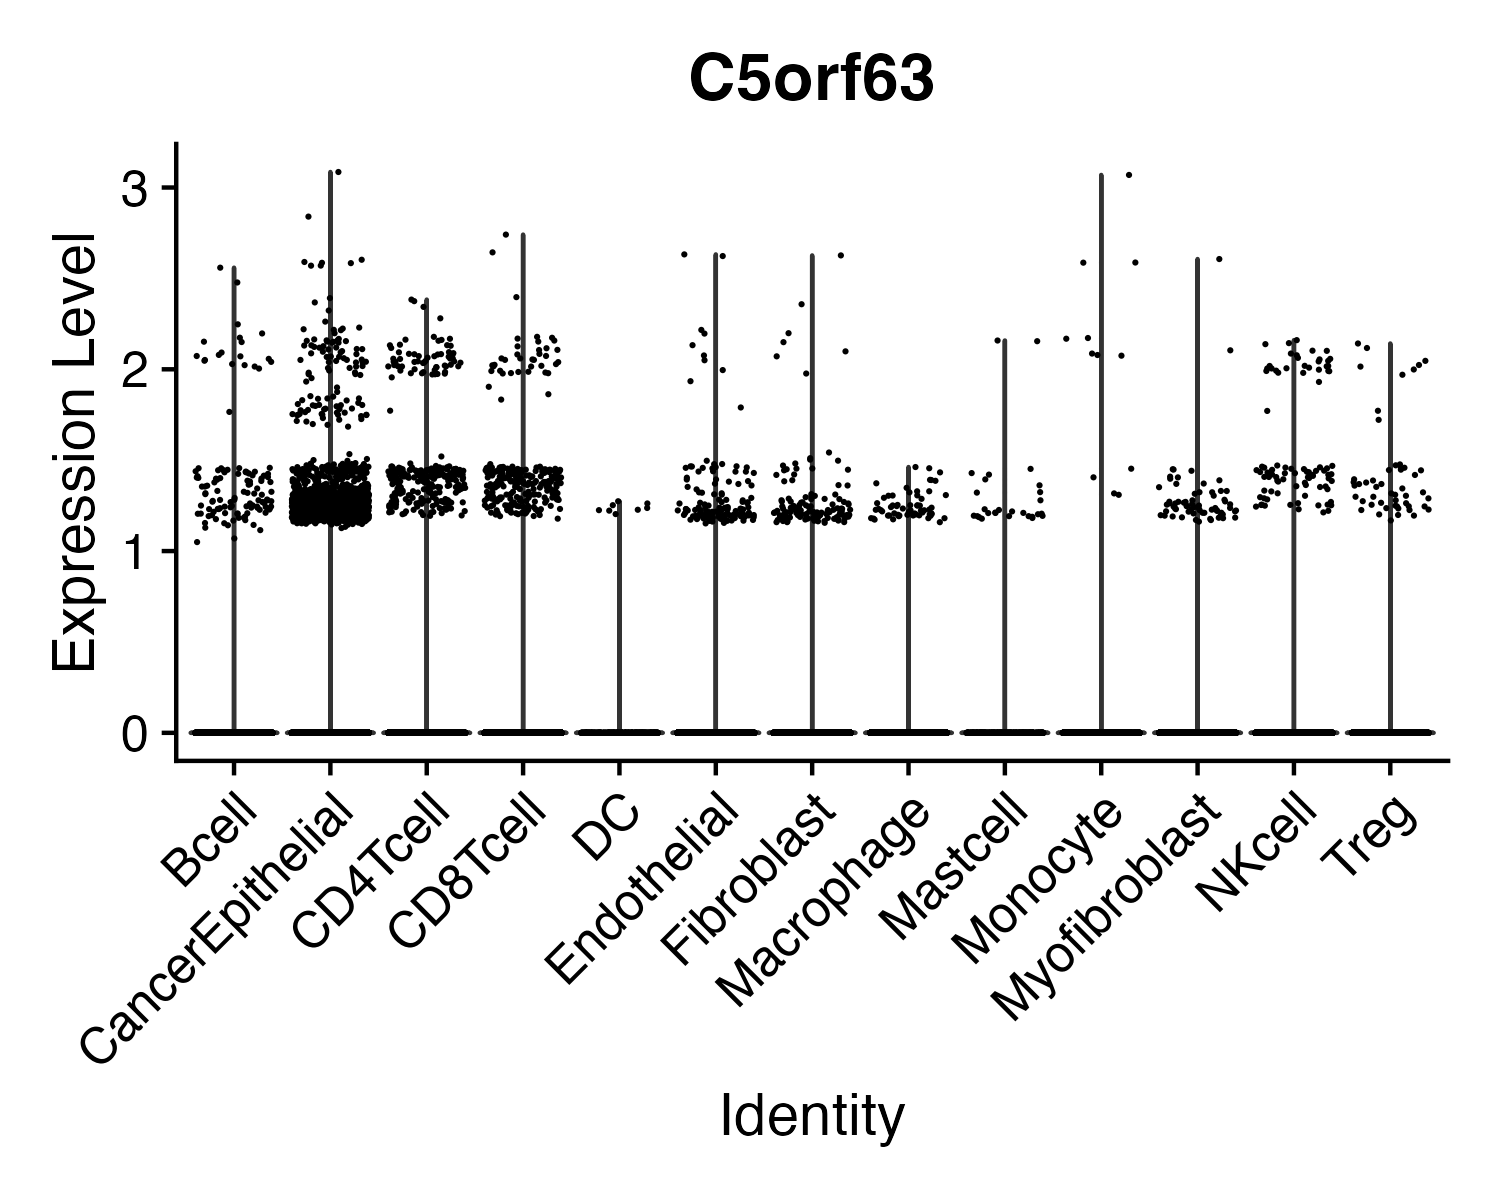 C5orf63
Expression Level
3
2
1
0
Bcell
CancerEpithelial
CD4Tcell
CD8Tcell
DC
Endothelial
Fibroblast
Macrophage
Mastcell
Monocyte
Myofibroblast
NKcell
Treg
Identity